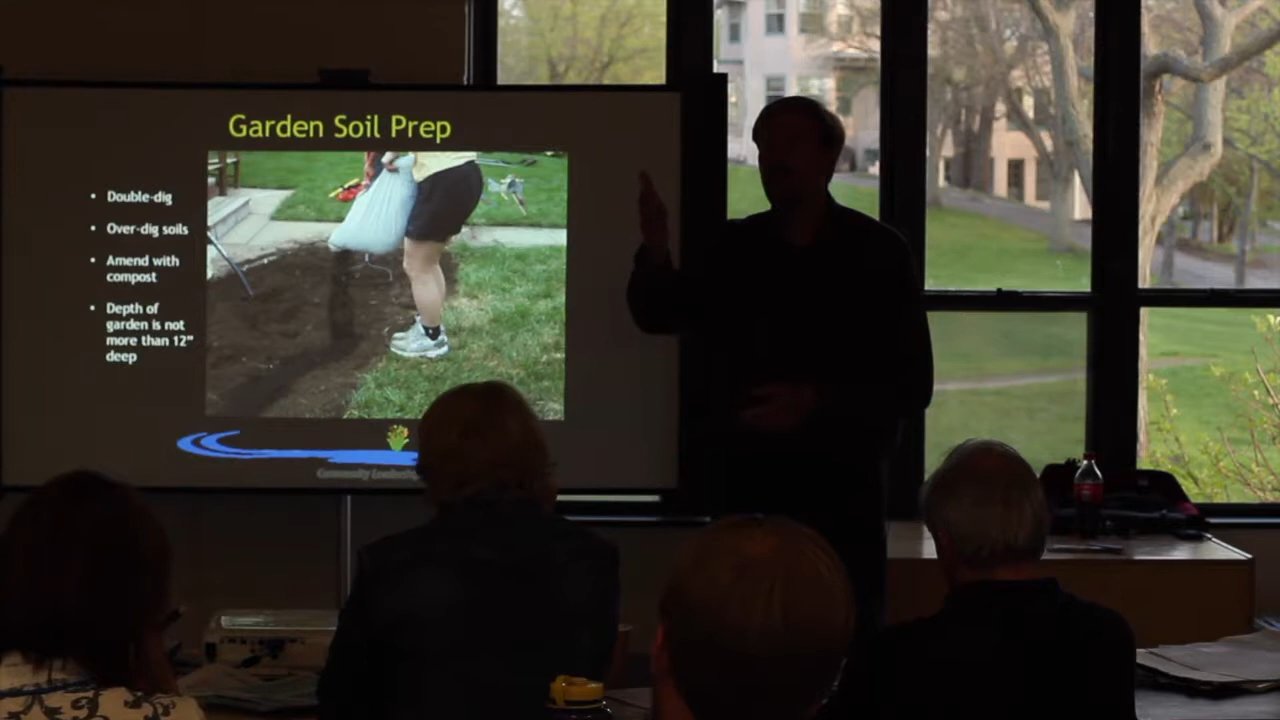 Garden Soil Prep
• Double-dig
• Over-dig soils
• Amend with
compost
• Depth of
garden is not
more than 12"
deep
Community